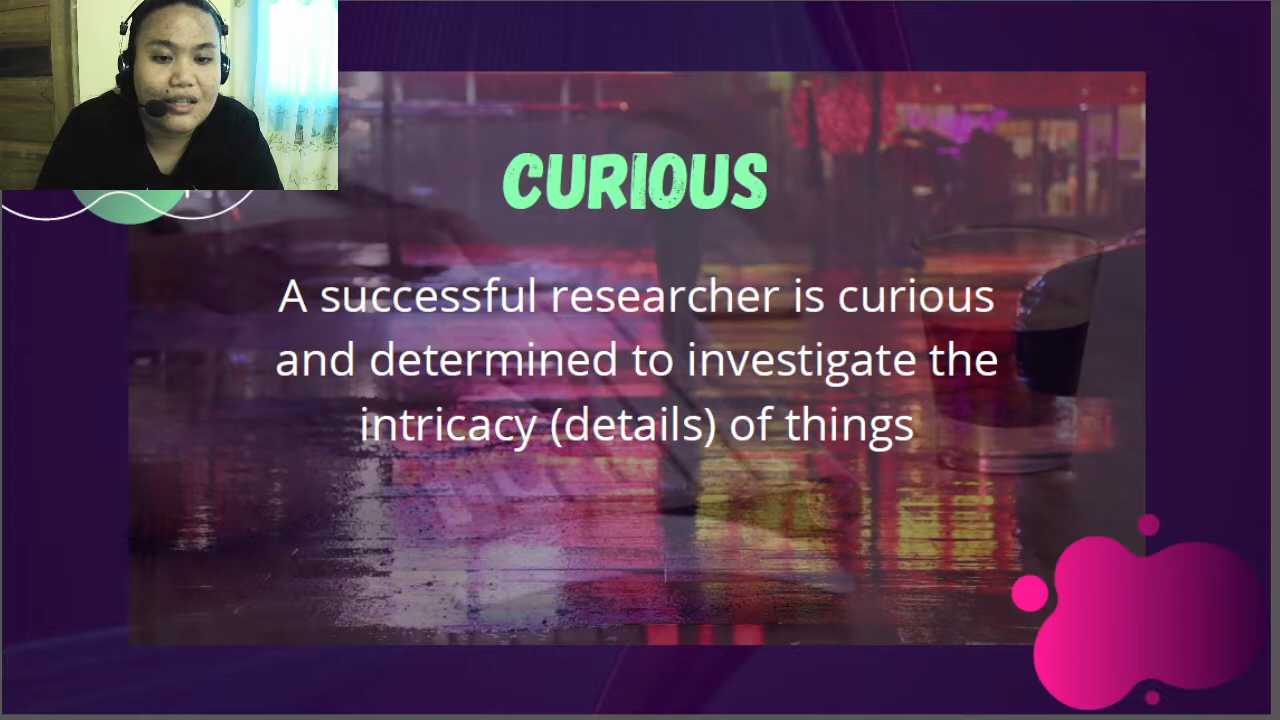 CURIOUS
A successful researcher is curious
and determined to investigate the
intricacy (details) of things